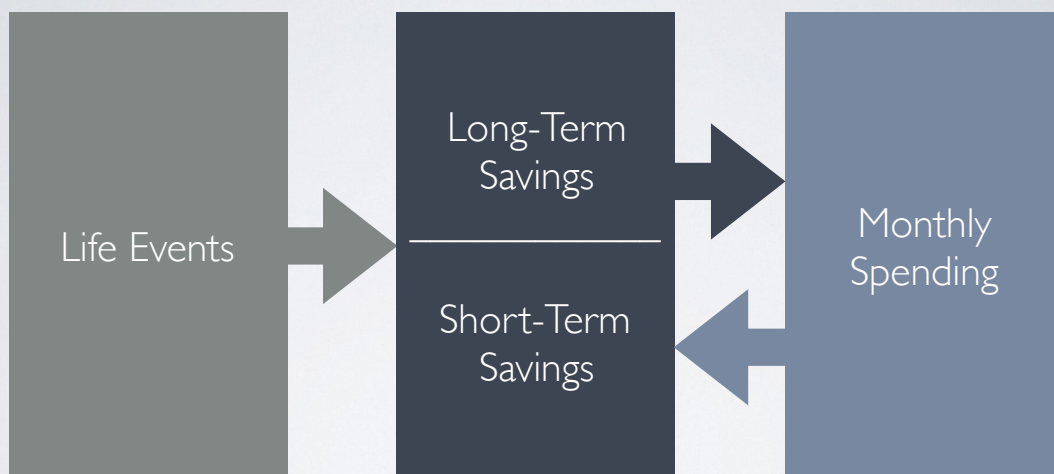 Life Events
Long-Term
Savings
Short-Term
Savings
Monthly
Spending